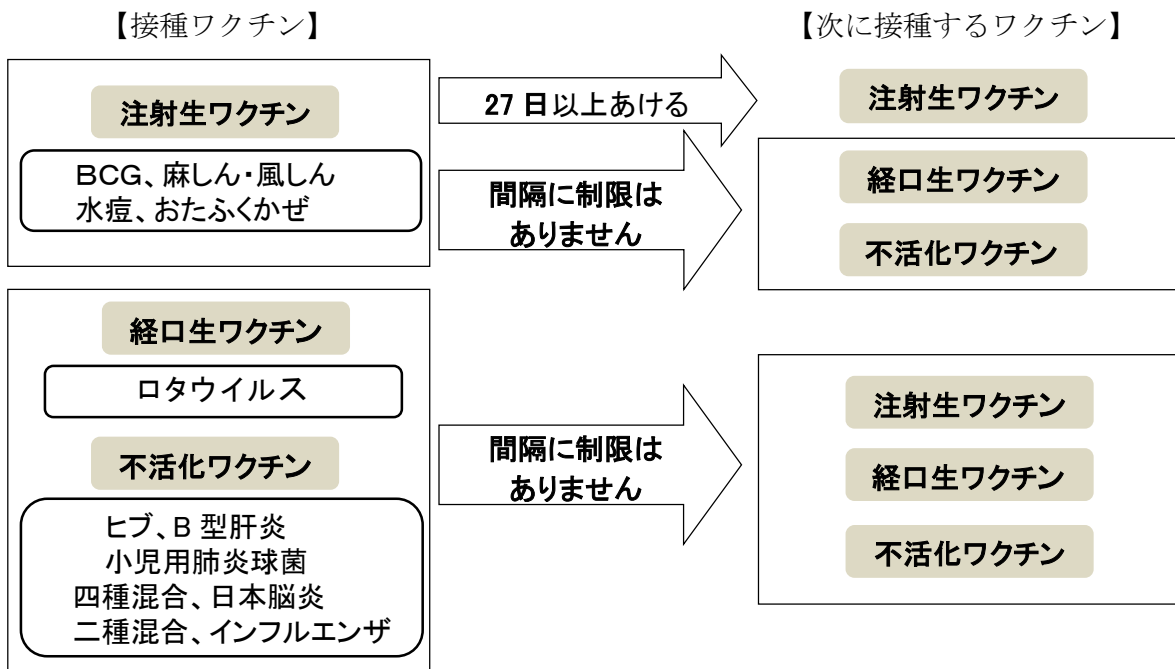 【接種ワクチン】
【次に接種するワクチン】
注射生ワクチン
BCG、麻しん・風しん
水痘、おたふくかぜ
27 日以上あける
注射生ワクチン
間隔に制限は
ありません
経口生ワクチン
不活化ワクチン
経口生ワクチン
ロタウイルス
不活化ワクチン
ヒブ、B 型肝炎
小児用肺炎球菌
四種混合、日本脳炎
二種混合、インフルエンザ
間隔に制限は
ありません
注射生ワクチン
経口生ワクチン
不活化ワクチン